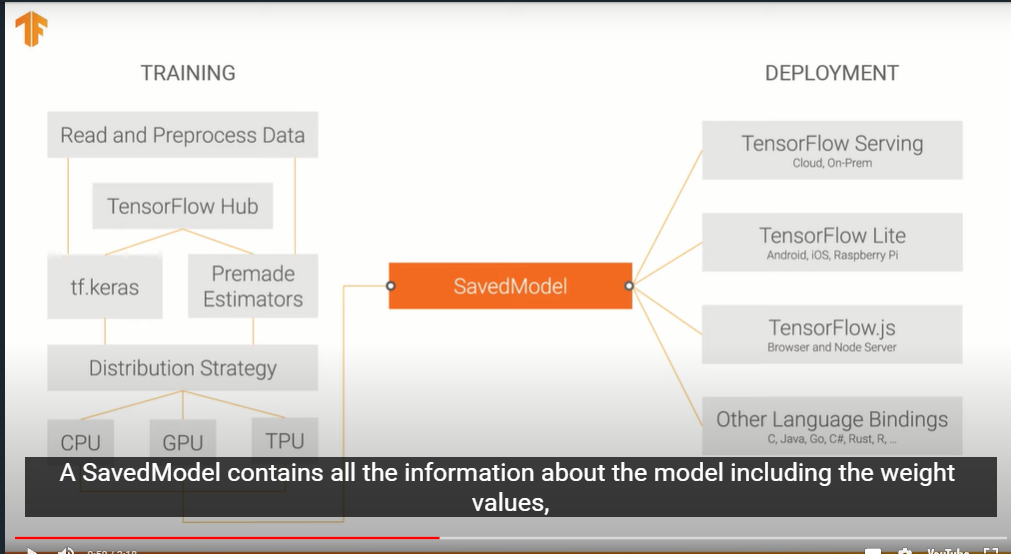 TRAINING
DEPLOYMENT
Read and Preprocess Data
TensorFlow Hub
tf.keras
Premade
Estimators
Distribution Strategy
CPU GPU TPU
SavedModel
TensorFlow Serving
Cloud, On-Prem
TensorFlow Lite
Android, iOS, Raspberry Pi
TensorFlow.js
Browser and Node Server
Other Language Bindings
C, Java, Go, C#, Rust, R, ...
A SavedModel contains all the information about the model including the weight
values,
YouTube